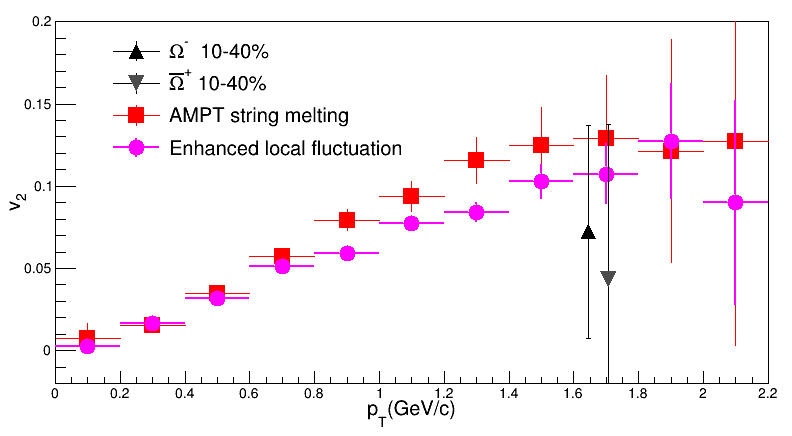 0.2
0.15
0.1
0.05
0
v₂
Ω⁻ 10-40%
Ω̅⁺ 10-40%
AMPT string melting
Enhanced local fluctuation
0 0.2 0.4 0.6 0.8 1 1.2 1.4 1.6 1.8 2 2.2
p_T(GeV/c)